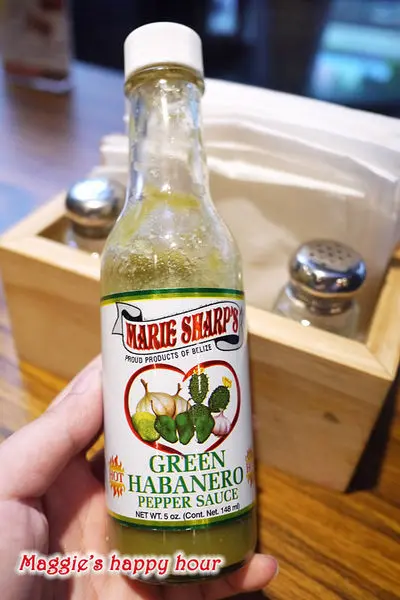 MARIE SHARP'S
PROUD PRODUCTS OF BELIZE
HOT
GREEN
HABANERO
PEPPER SAUCE
NET WT. 5 oz. (Cont. Net. 148 ml)
Maggie's happy hour